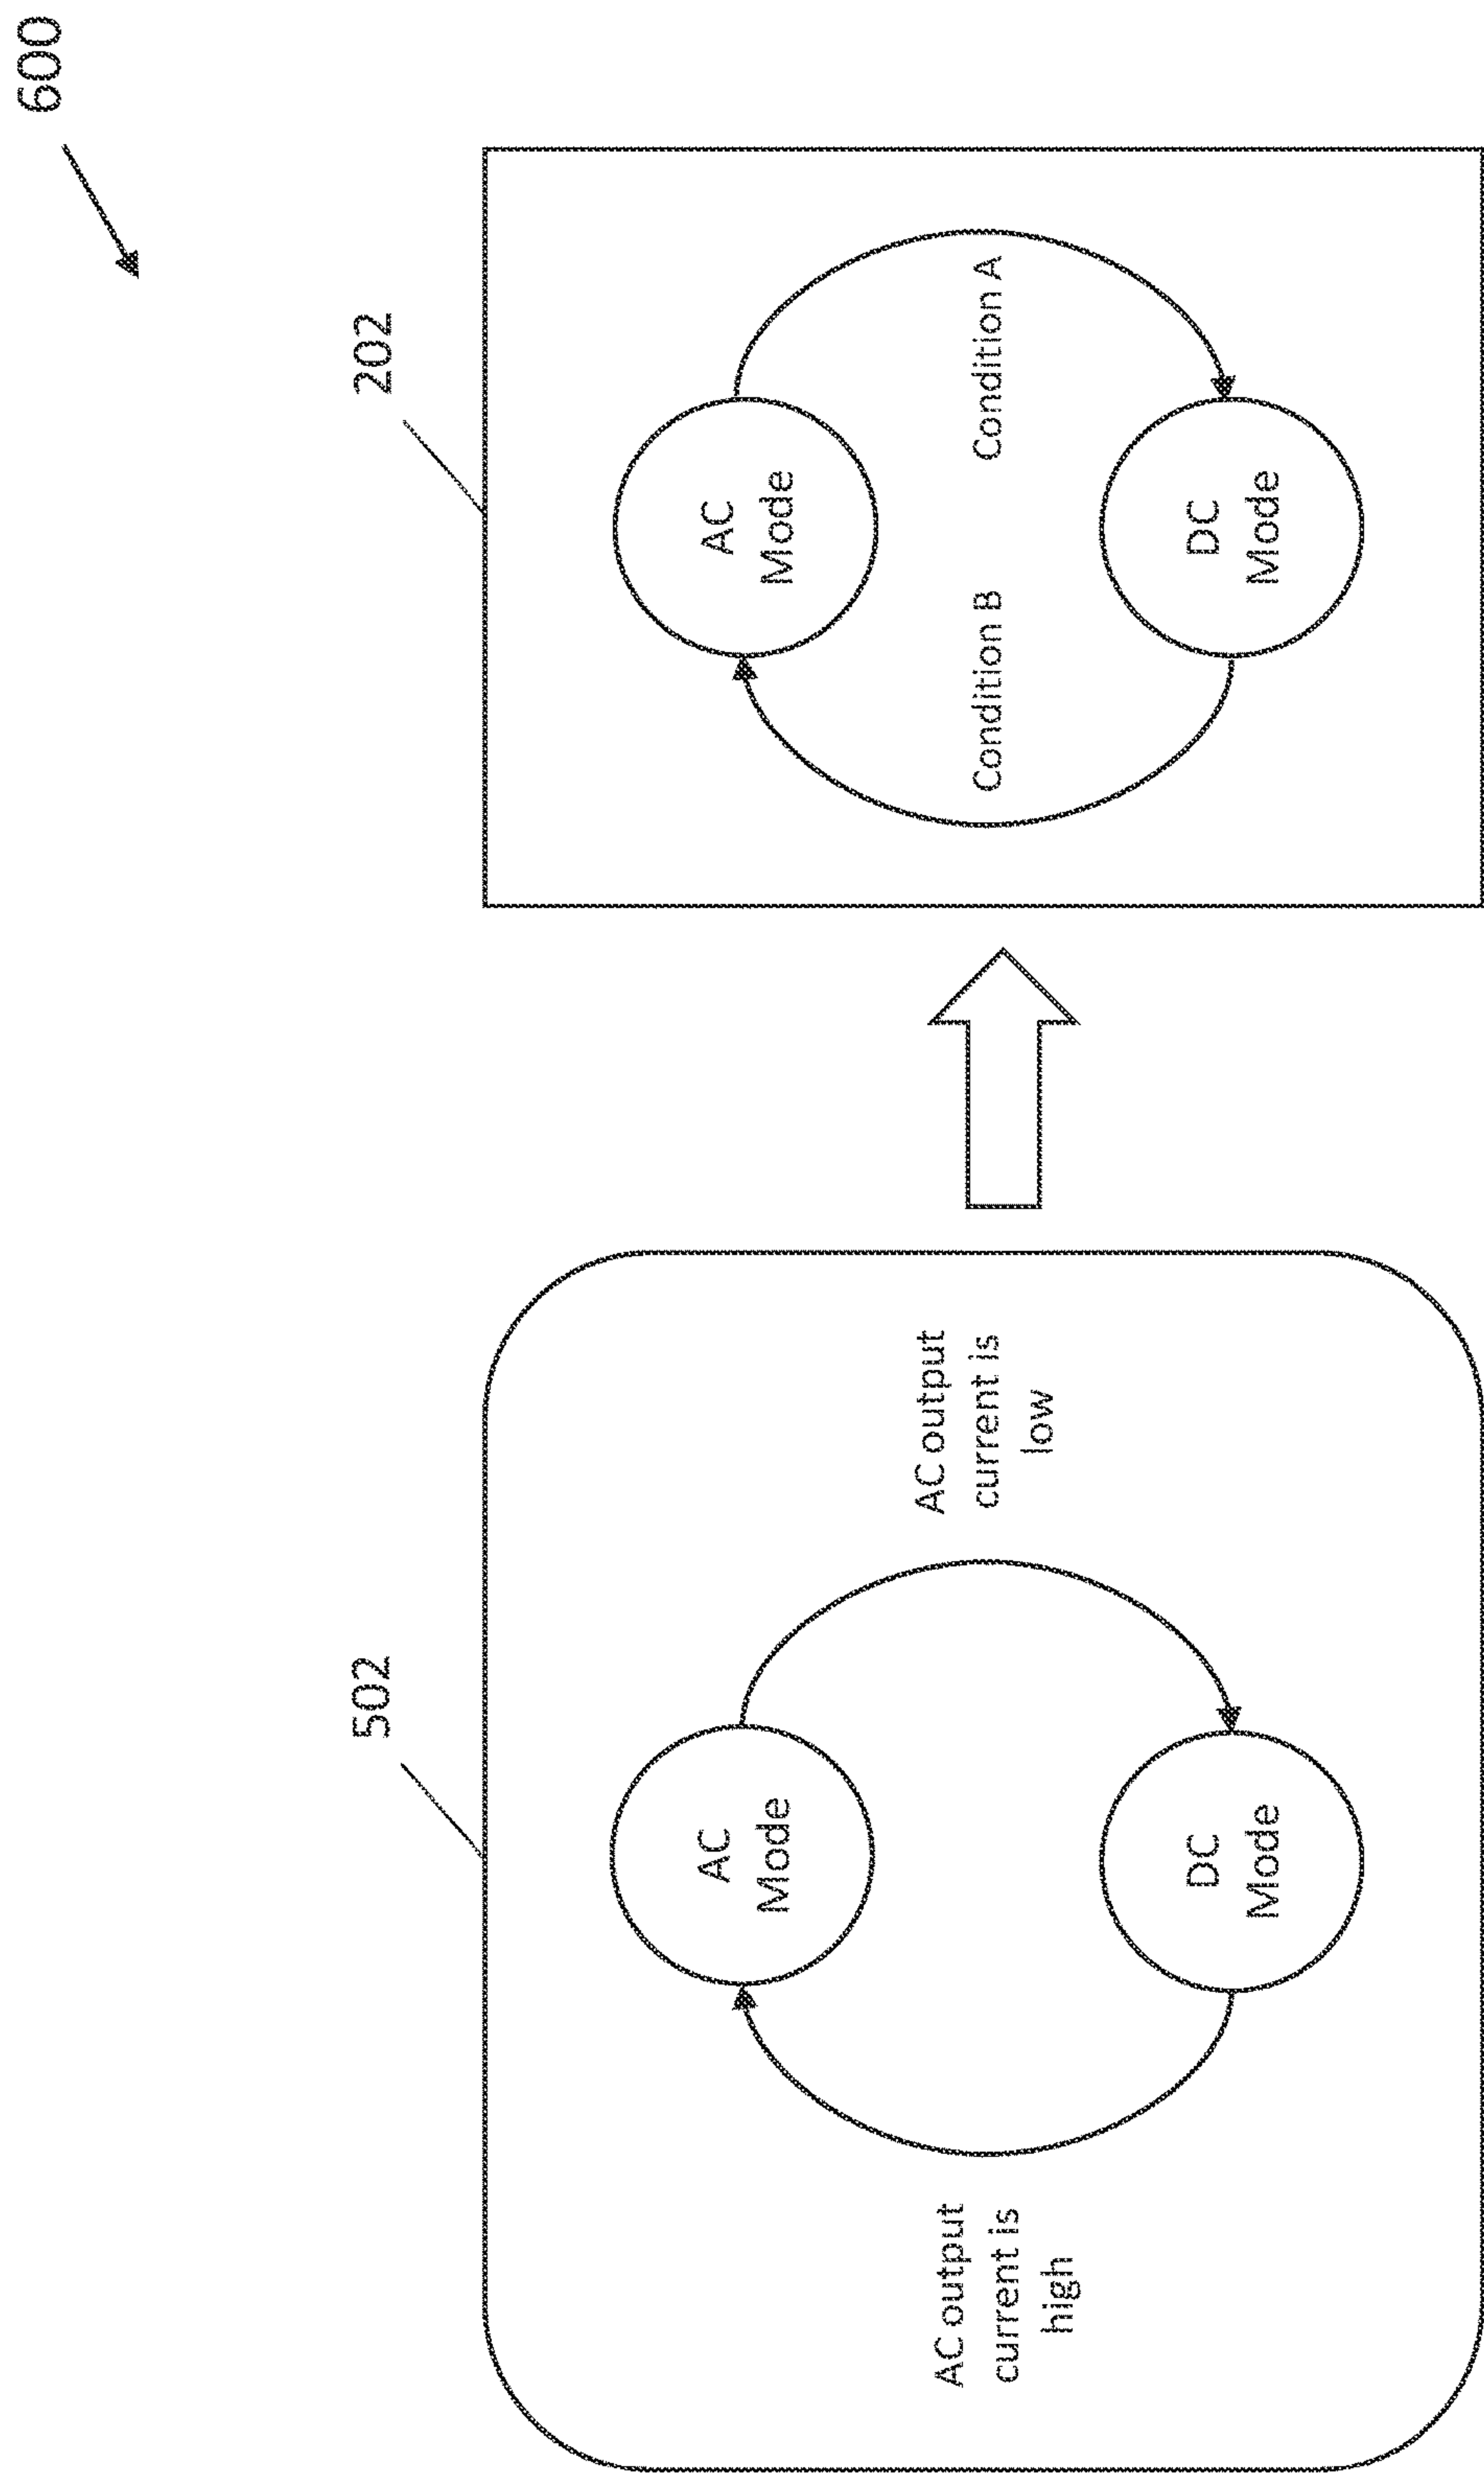 600
502
202
AC
Mode
AC output
current is
high
AC output
current is
low
DC
Mode
AC
Mode
Condition B
Condition A
DC
Mode